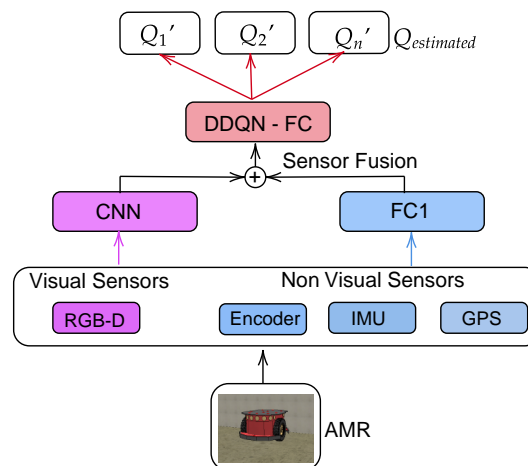 Q₁′ Q₂′ Qₙ′ Q_estimated
DDQN - FC
Sensor Fusion
+
CNN FC1
Visual Sensors Non Visual Sensors
RGB-D Encoder IMU GPS
AMR